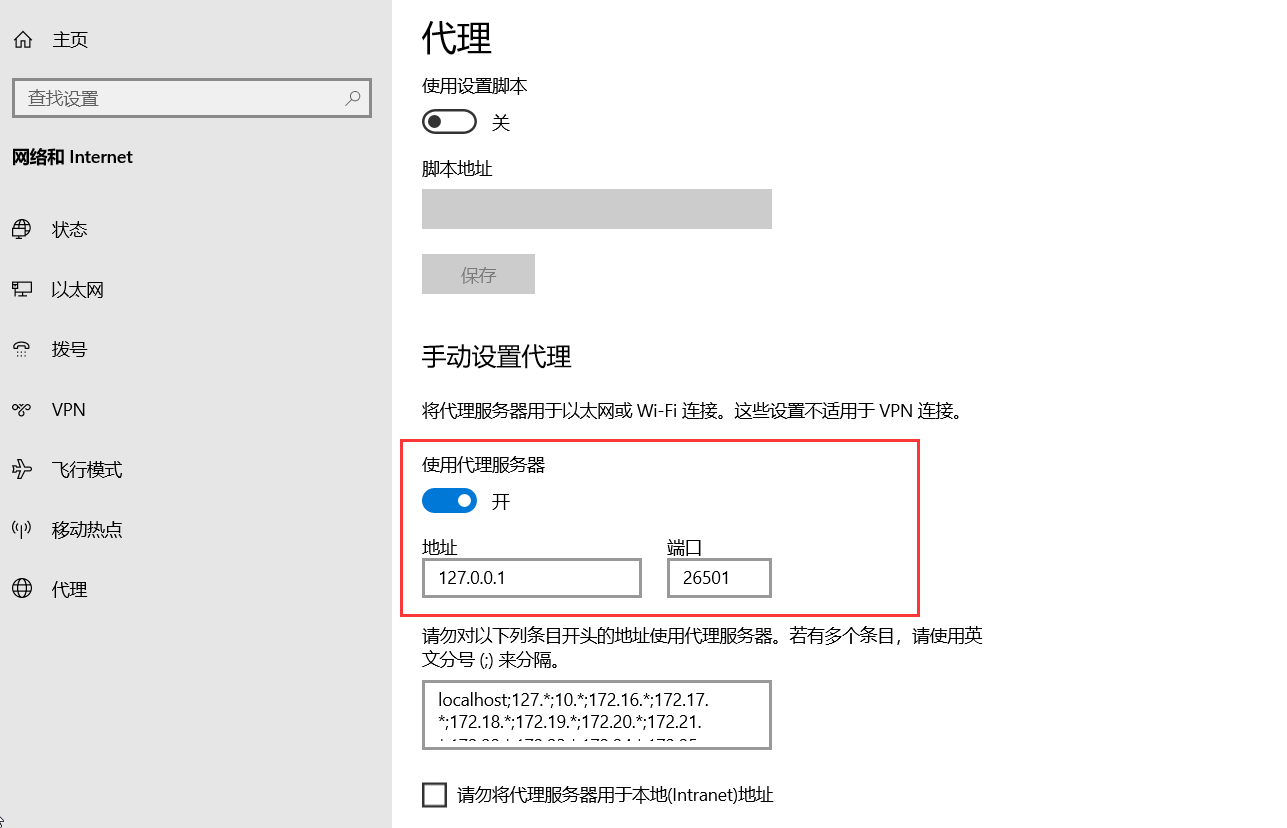 主页
查找设置
网络和 Internet
状态
以太网
拨号
VPN
飞行模式
移动热点
代理
代理
使用设置脚本
关
脚本地址
保存
手动设置代理
将代理服务器用于以太网或 Wi-Fi 连接。这些设置不适用于 VPN 连接。
使用代理服务器
开
地址 端口
127.0.0.1 26501
请勿对以下列条目开头的地址使用代理服务器。若有多个条目，请使用英
文分号 (;) 来分隔。
localhost;127.*;10.*;172.16.*;172.17.
*;172.18.*;172.19.*;172.20.*;172.21.
请勿将代理服务器用于本地(Intranet)地址